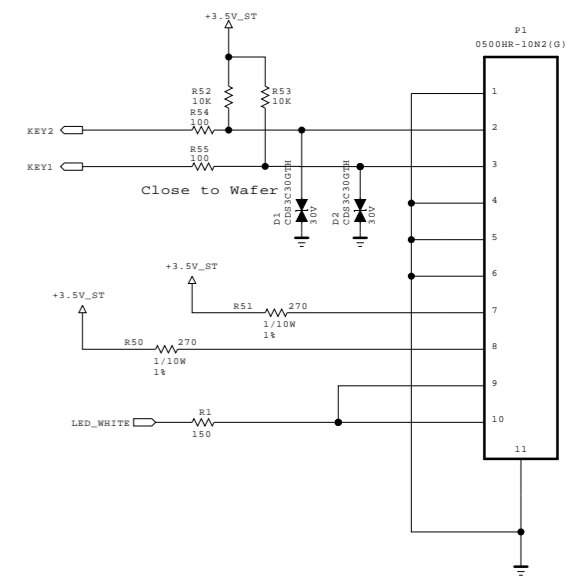 +3.5V_ST
P1
0500HR-10N2(G)
R52
10K
R53
10K
1
R54
100
KEY2
2
R55
100
KEY1
3
Close to Wafer
D1
CDS3C30GTH
30V
D2
CDS3C30GTH
30V
4
5
6
+3.5V_ST
+3.5V_ST
R51
270
1/10W
1%
7
R50
270
1/10W
1%
8
9
LED_WHITE
R1
150
10
11